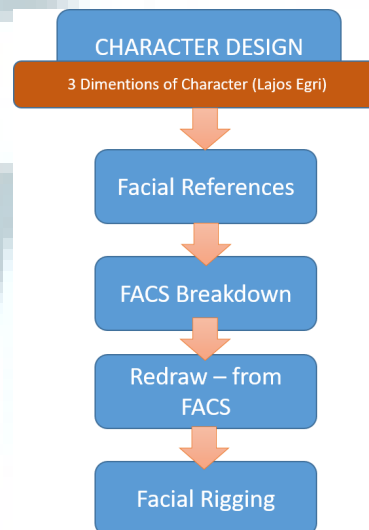 CHARACTER DESIGN
3 Dimentions of Character (Lajos Egri)
Facial References
FACS Breakdown
Redraw – from
FACS
Facial Rigging